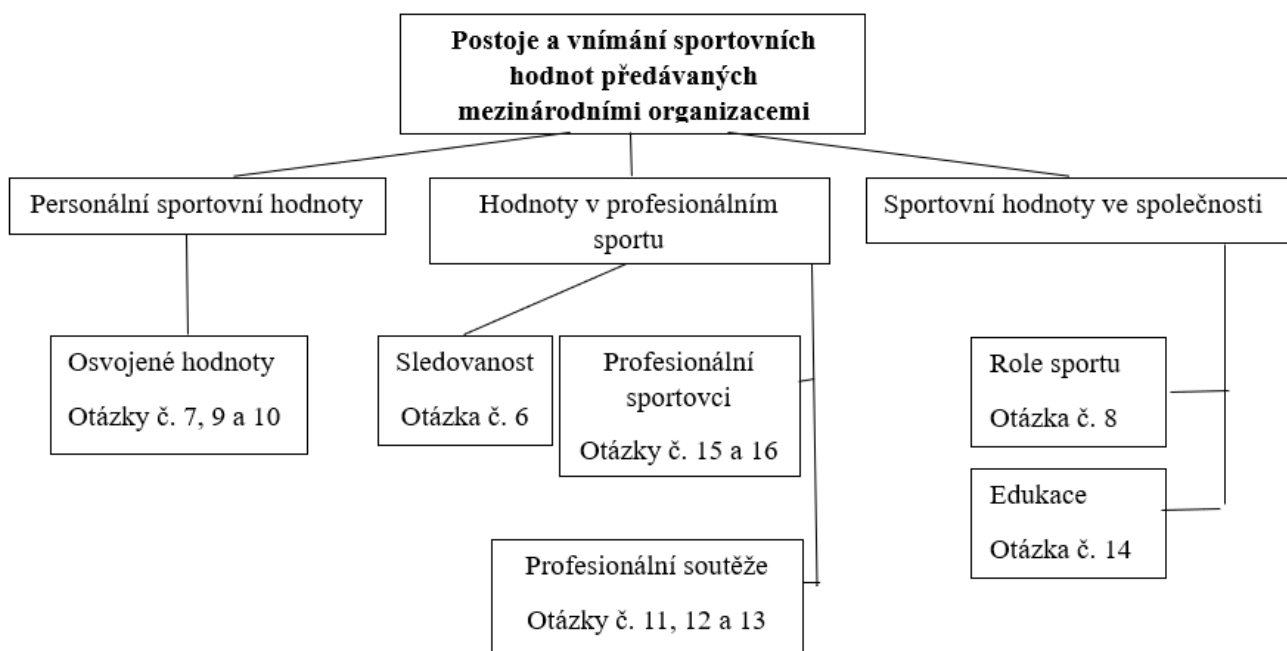 Postoje a vnímání sportovních
hodnot předávaných
mezinárodními organizacemi
Personální sportovní hodnoty
Hodnoty v profesionálním
sportu
Sportovní hodnoty ve společnosti
Osvojené hodnoty
Otázky č. 7, 9 a 10
Sledovanost
Otázka č. 6
Profesionální
sportovci
Otázky č. 15 a 16
Profesionální soutěže
Otázky č. 11, 12 a 13
Role sportu
Otázka č. 8
Edukace
Otázka č. 14